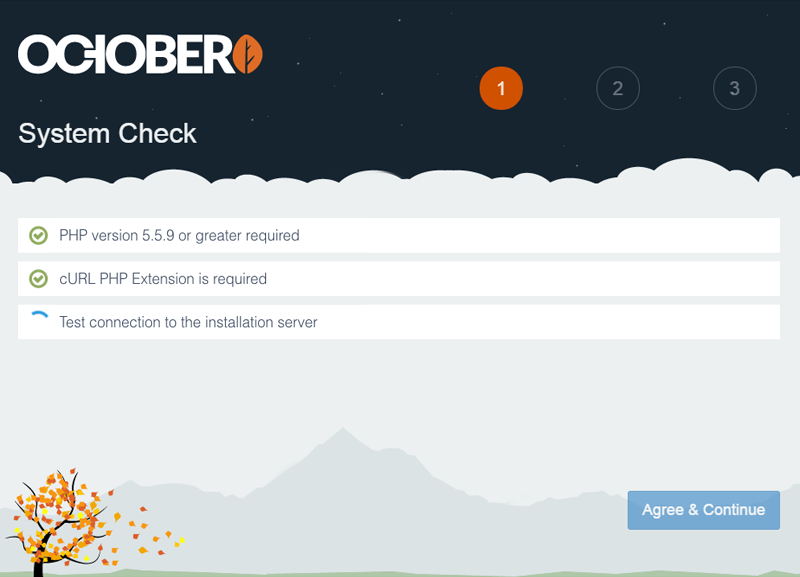 OCTOBER
1
2
3
System Check
PHP version 5.5.9 or greater required
cURL PHP Extension is required
Test connection to the installation server
Agree & Continue